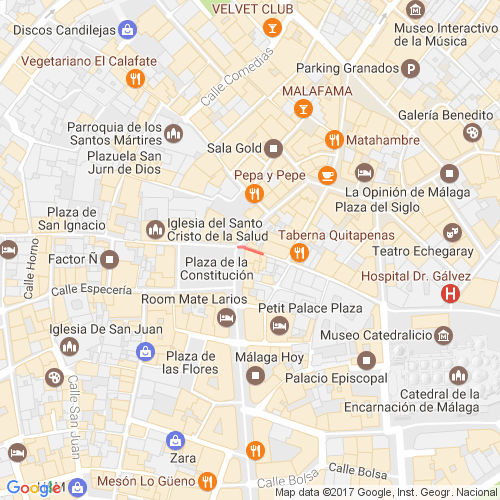 VELVET CLUB
Discos Candilejas
Museo Interactivo
de la Música
Vegetariano El Calafate
Calle Comedias
Parking Granados
P
MALAFAMA
Galería Benedito
Parroquia de los
Santos Mártires
Matahambre
Sala Gold
Plazuela San
Jurn de Dios
Pepa y Pepe
La Opinión de Málaga
Plaza del Siglo
Plaza de
San Ignacio
Iglesia del Santo
Cristo de la Salud
Taberna Quitapenas
Teatro Echegaray
Calle Horno
Factor Ñ
Plaza de la
Constitución
Hospital Dr. Gálvez
H
Calle Especería
Room Mate Larios
Petit Palace Plaza
Iglesia De San Juan
Museo Catedralicio
Plaza de
las Flores
Málaga Hoy
Palacio Episcopal
Calle San Juan
Catedral de la
Encarnación de Málaga
Zara
Mesón Lo Güeno
Calle Bolsa
Calle Bolsa
Google
Map data ©2017 Google, Inst. Geogr. Nacional